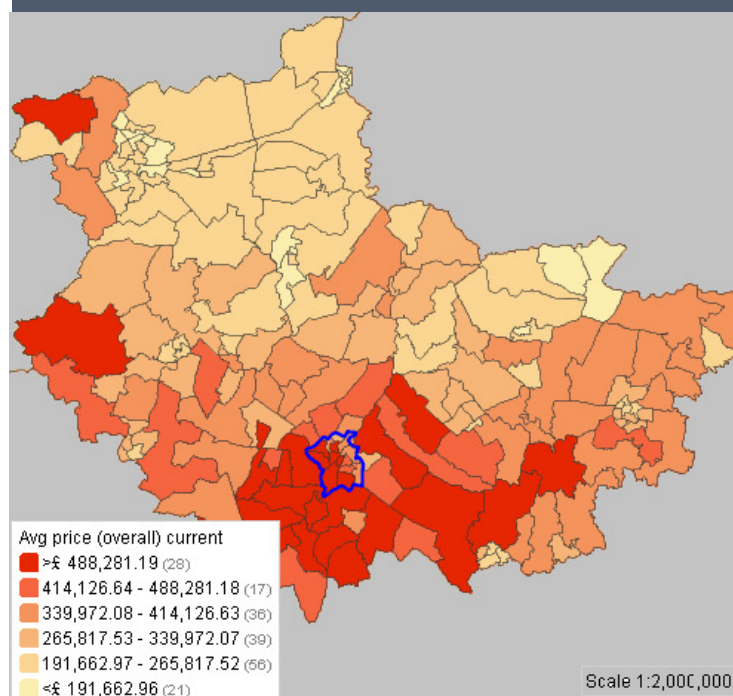 Avg price (overall) current
>£ 488,281.19 (28)
414,126.64 - 488,281.18 (17)
339,972.08 - 414,126.63 (36)
265,817.53 - 339,972.07 (39)
191,662.97 - 265,817.52 (56)
<£ 191,662.96 (21)
Scale 1:2,000,000